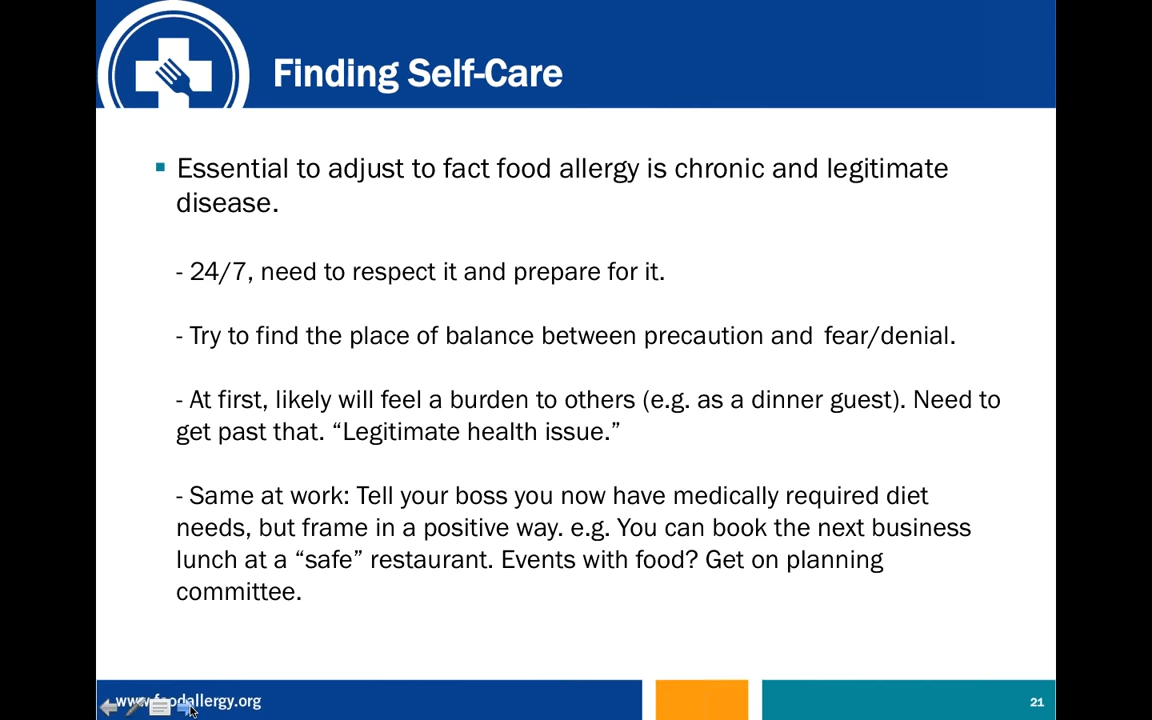 Finding Self-Care
▪ Essential to adjust to fact food allergy is chronic and legitimate
disease.
- 24/7, need to respect it and prepare for it.
- Try to find the place of balance between precaution and fear/denial.
- At first, likely will feel a burden to others (e.g. as a dinner guest). Need to
get past that. “Legitimate health issue.”
- Same at work: Tell your boss you now have medically required diet
needs, but frame in a positive way. e.g. You can book the next business
lunch at a “safe” restaurant. Events with food? Get on planning
committee.
www.foodallergy.org
21